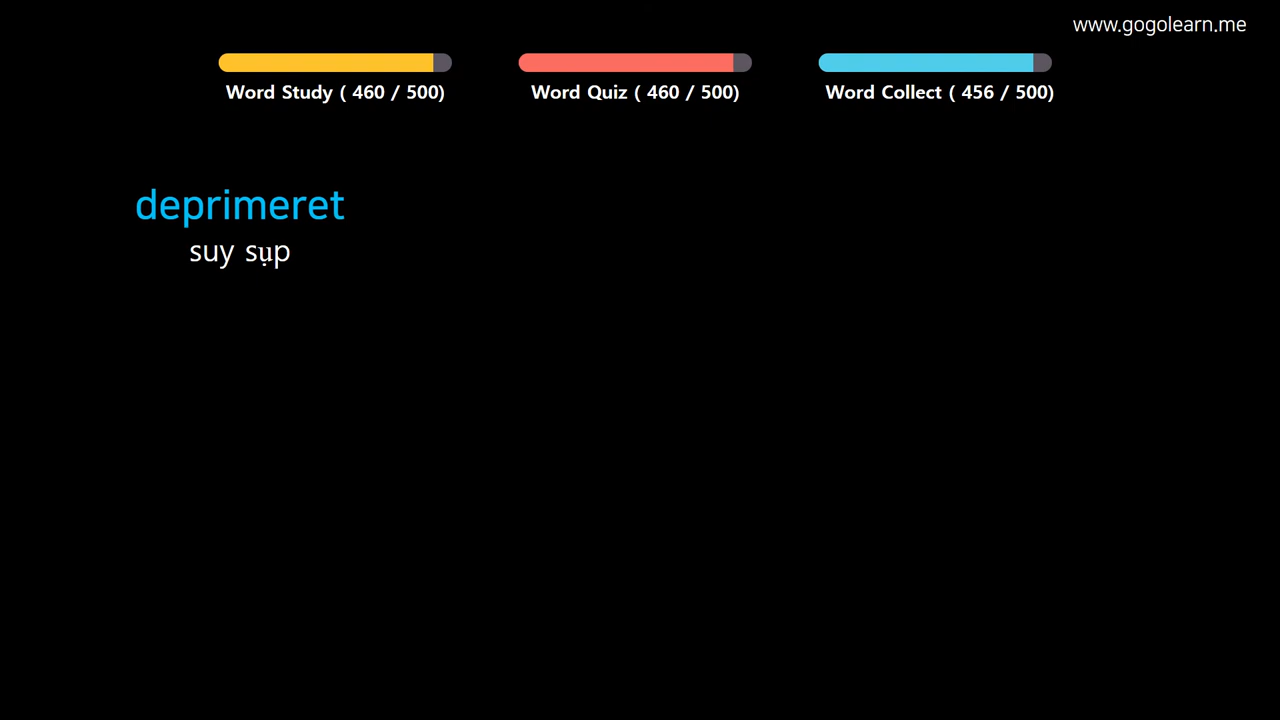 www.gogolearn.me
Word Study ( 460 / 500)
Word Quiz ( 460 / 500)
Word Collect ( 456 / 500)
deprimeret
suy sụp